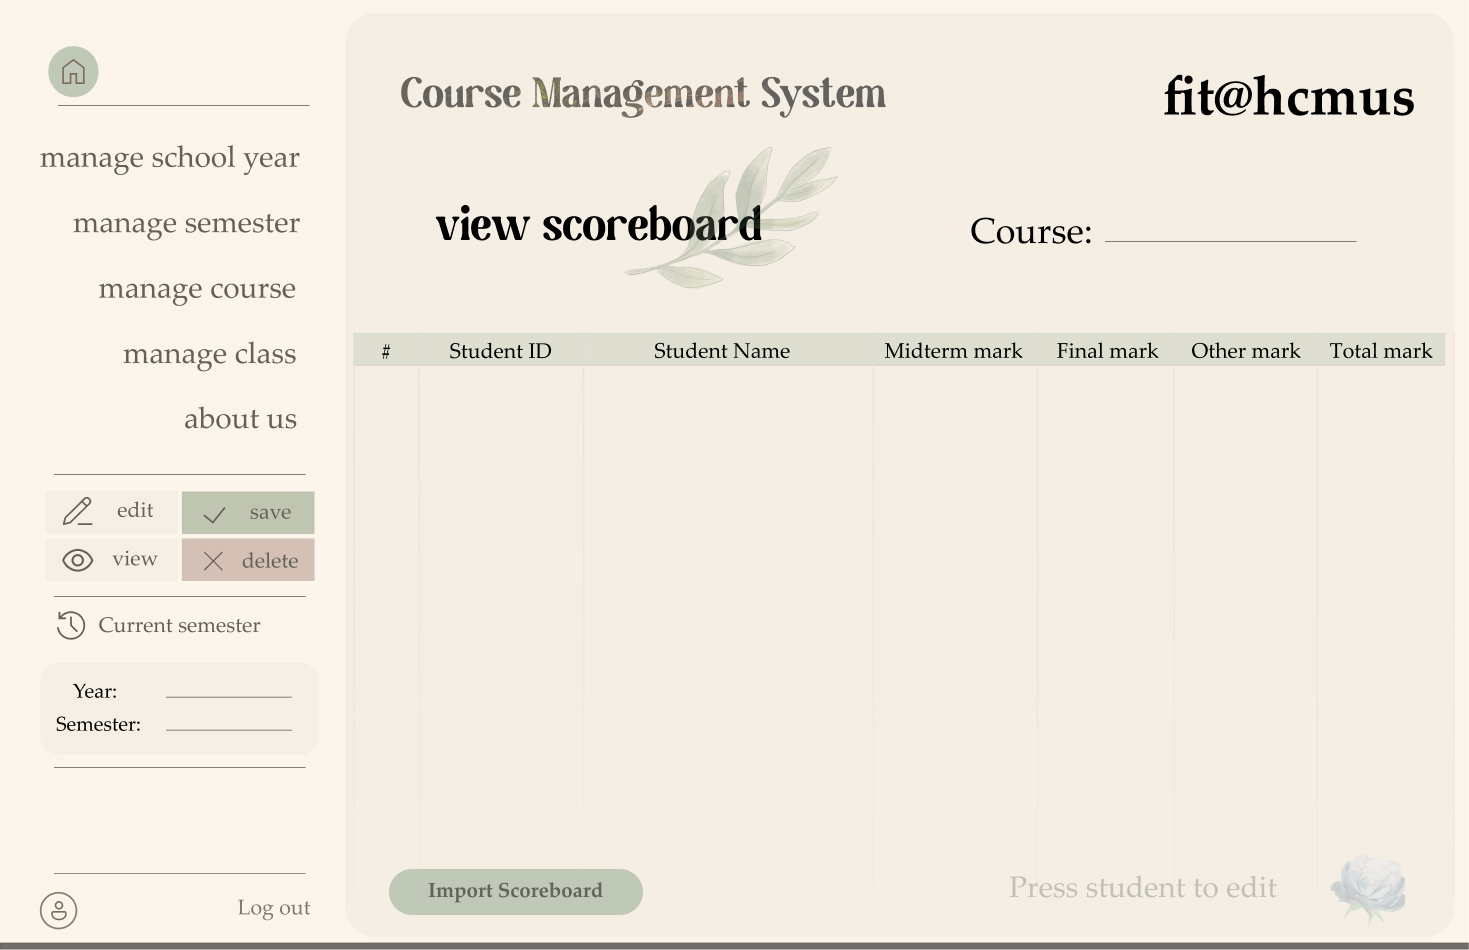 manage school year
manage semester
manage course
manage class
about us
edit
save
view
delete
Current semester
Year:
Semester:
Log out
Course Management System
fit@hcmus
view scoreboard
Course:
# Student ID Student Name Midterm mark Final mark Other mark Total mark
Import Scoreboard
Press student to edit